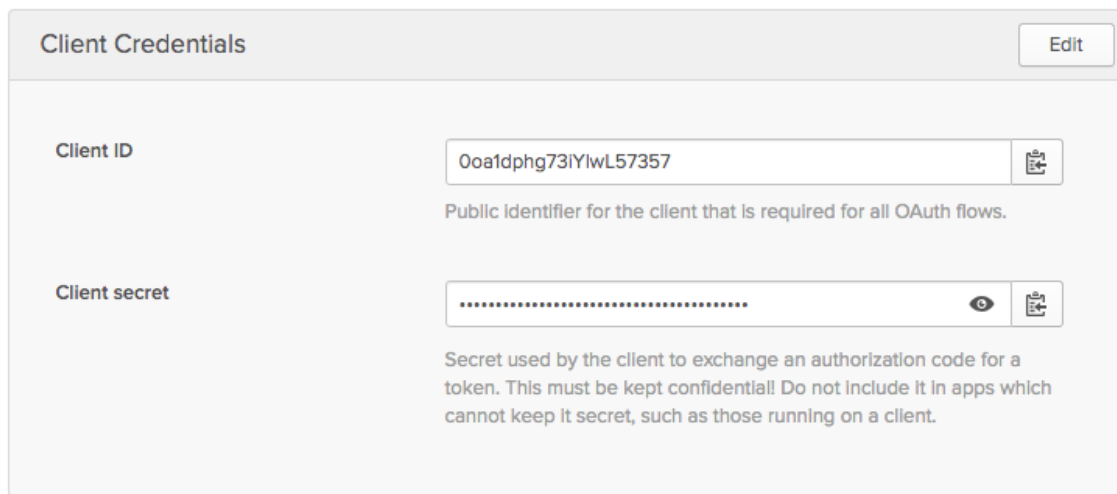 Client Credentials
Edit
Client ID
0oa1dphg73iYlwL57357
Public identifier for the client that is required for all OAuth flows.
Client secret
••••••••••••••••••••••••••••••••••••••••
Secret used by the client to exchange an authorization code for a
token. This must be kept confidential! Do not include it in apps which
cannot keep it secret, such as those running on a client.